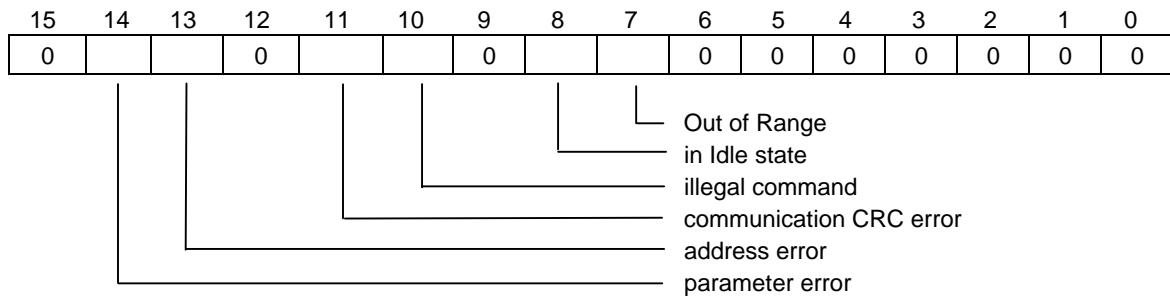 15 14 13 12 11 10 9 8 7 6 5 4 3 2 1 0
0 0 0 0 0 0 0 0 0 0
Out of Range
in Idle state
illegal command
communication CRC error
address error
parameter error